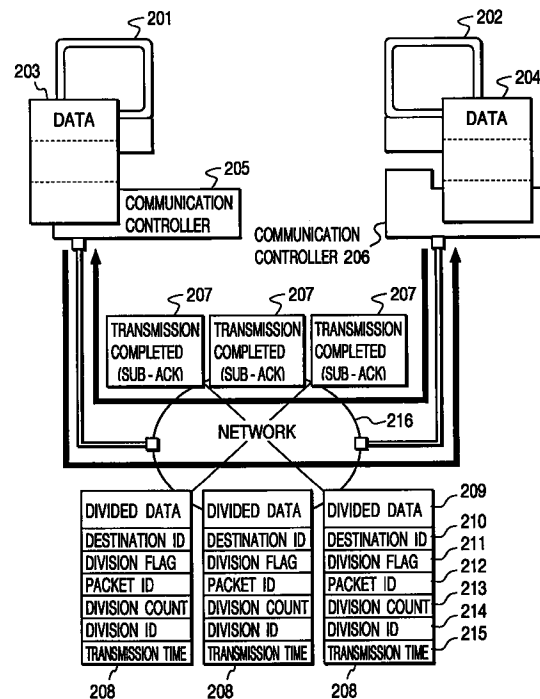 201
202
203
204
DATA
DATA
205
COMMUNICATION
CONTROLLER
COMMUNICATION
CONTROLLER 206
207
207
207
TRANSMISSION
COMPLETED
(SUB-ACK)
TRANSMISSION
COMPLETED
(SUB-ACK)
TRANSMISSION
COMPLETED
(SUB-ACK)
216
NETWORK
DIVIDED DATA
DESTINATION ID
DIVISION FLAG
PACKET ID
DIVISION COUNT
DIVISION ID
TRANSMISSION TIME
208
DIVIDED DATA
DESTINATION ID
DIVISION FLAG
PACKET ID
DIVISION COUNT
DIVISION ID
TRANSMISSION TIME
208
DIVIDED DATA
DESTINATION ID
DIVISION FLAG
PACKET ID
DIVISION COUNT
DIVISION ID
TRANSMISSION TIME
208
209
210
211
212
213
214
215